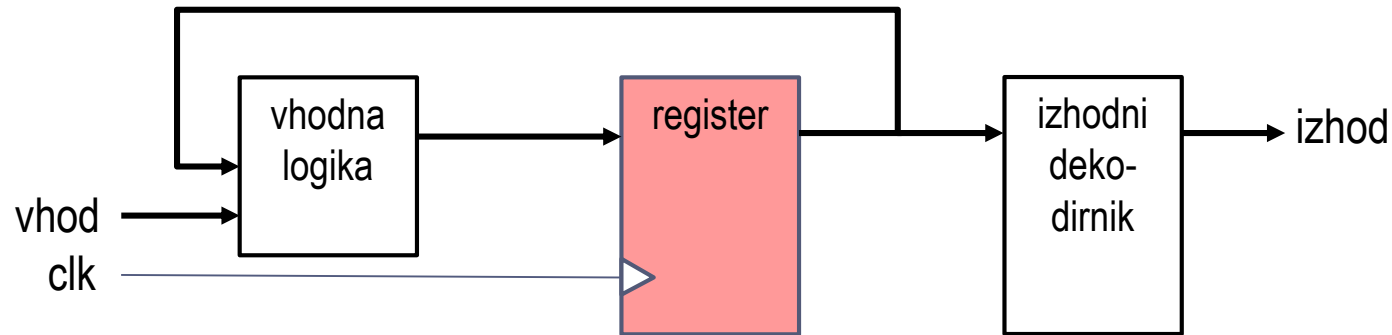 vhodna
logika
register
izhodni
deko-
dirnik
izhod
vhod
clk